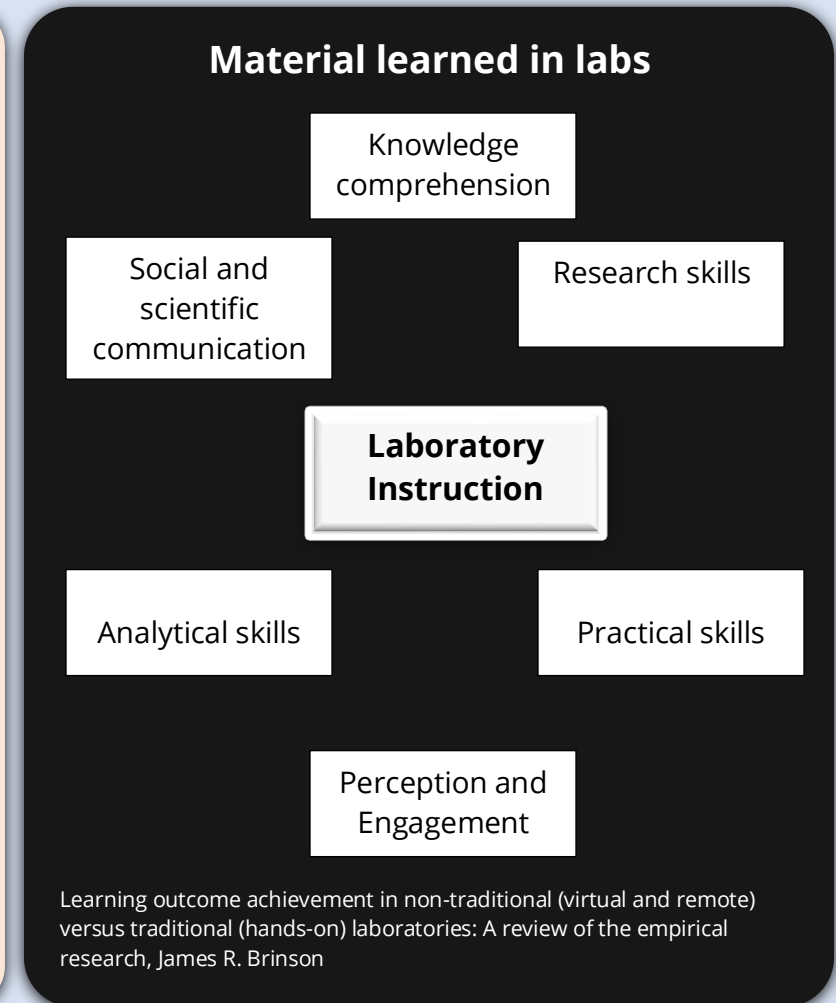 Material learned in labs
Knowledge
comprehension
Social and
scientific
communication
Research skills
Laboratory
Instruction
Analytical skills
Practical skills
Perception and
Engagement
Learning outcome achievement in non-traditional (virtual and remote)
versus traditional (hands-on) laboratories: A review of the empirical
research, James R. Brinson